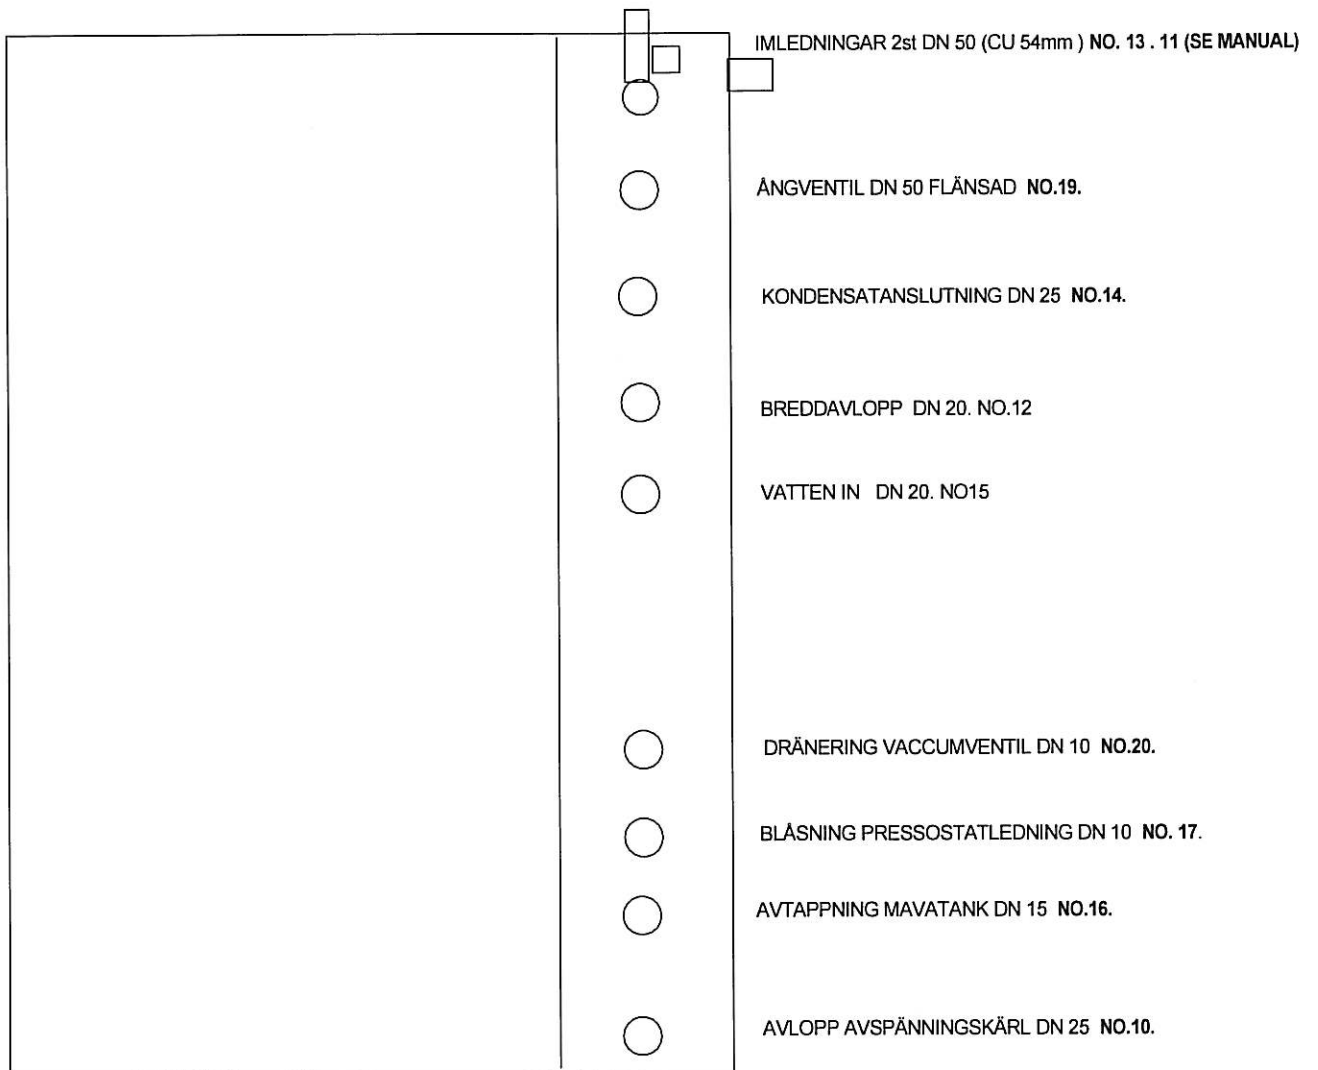 IMLEDNINGAR 2st DN 50 (CU 54mm ) NO. 13 . 11 (SE MANUAL)
ÅNGVENTIL DN 50 FLÄNSAD NO.19.
KONDENSATANSLUTNING DN 25 NO.14.
BREDDAVLOPP DN 20. NO.12
VATTEN IN DN 20. NO15
DRÄNERING VACCUMVENTIL DN 10 NO.20.
BLÅSNING PRESSOSTATLEDNING DN 10 NO. 17.
AVTAPPNING MAVATANK DN 15 NO.16.
AVLOPP AVSPÄNNINGSKÄRL DN 25 NO.10.